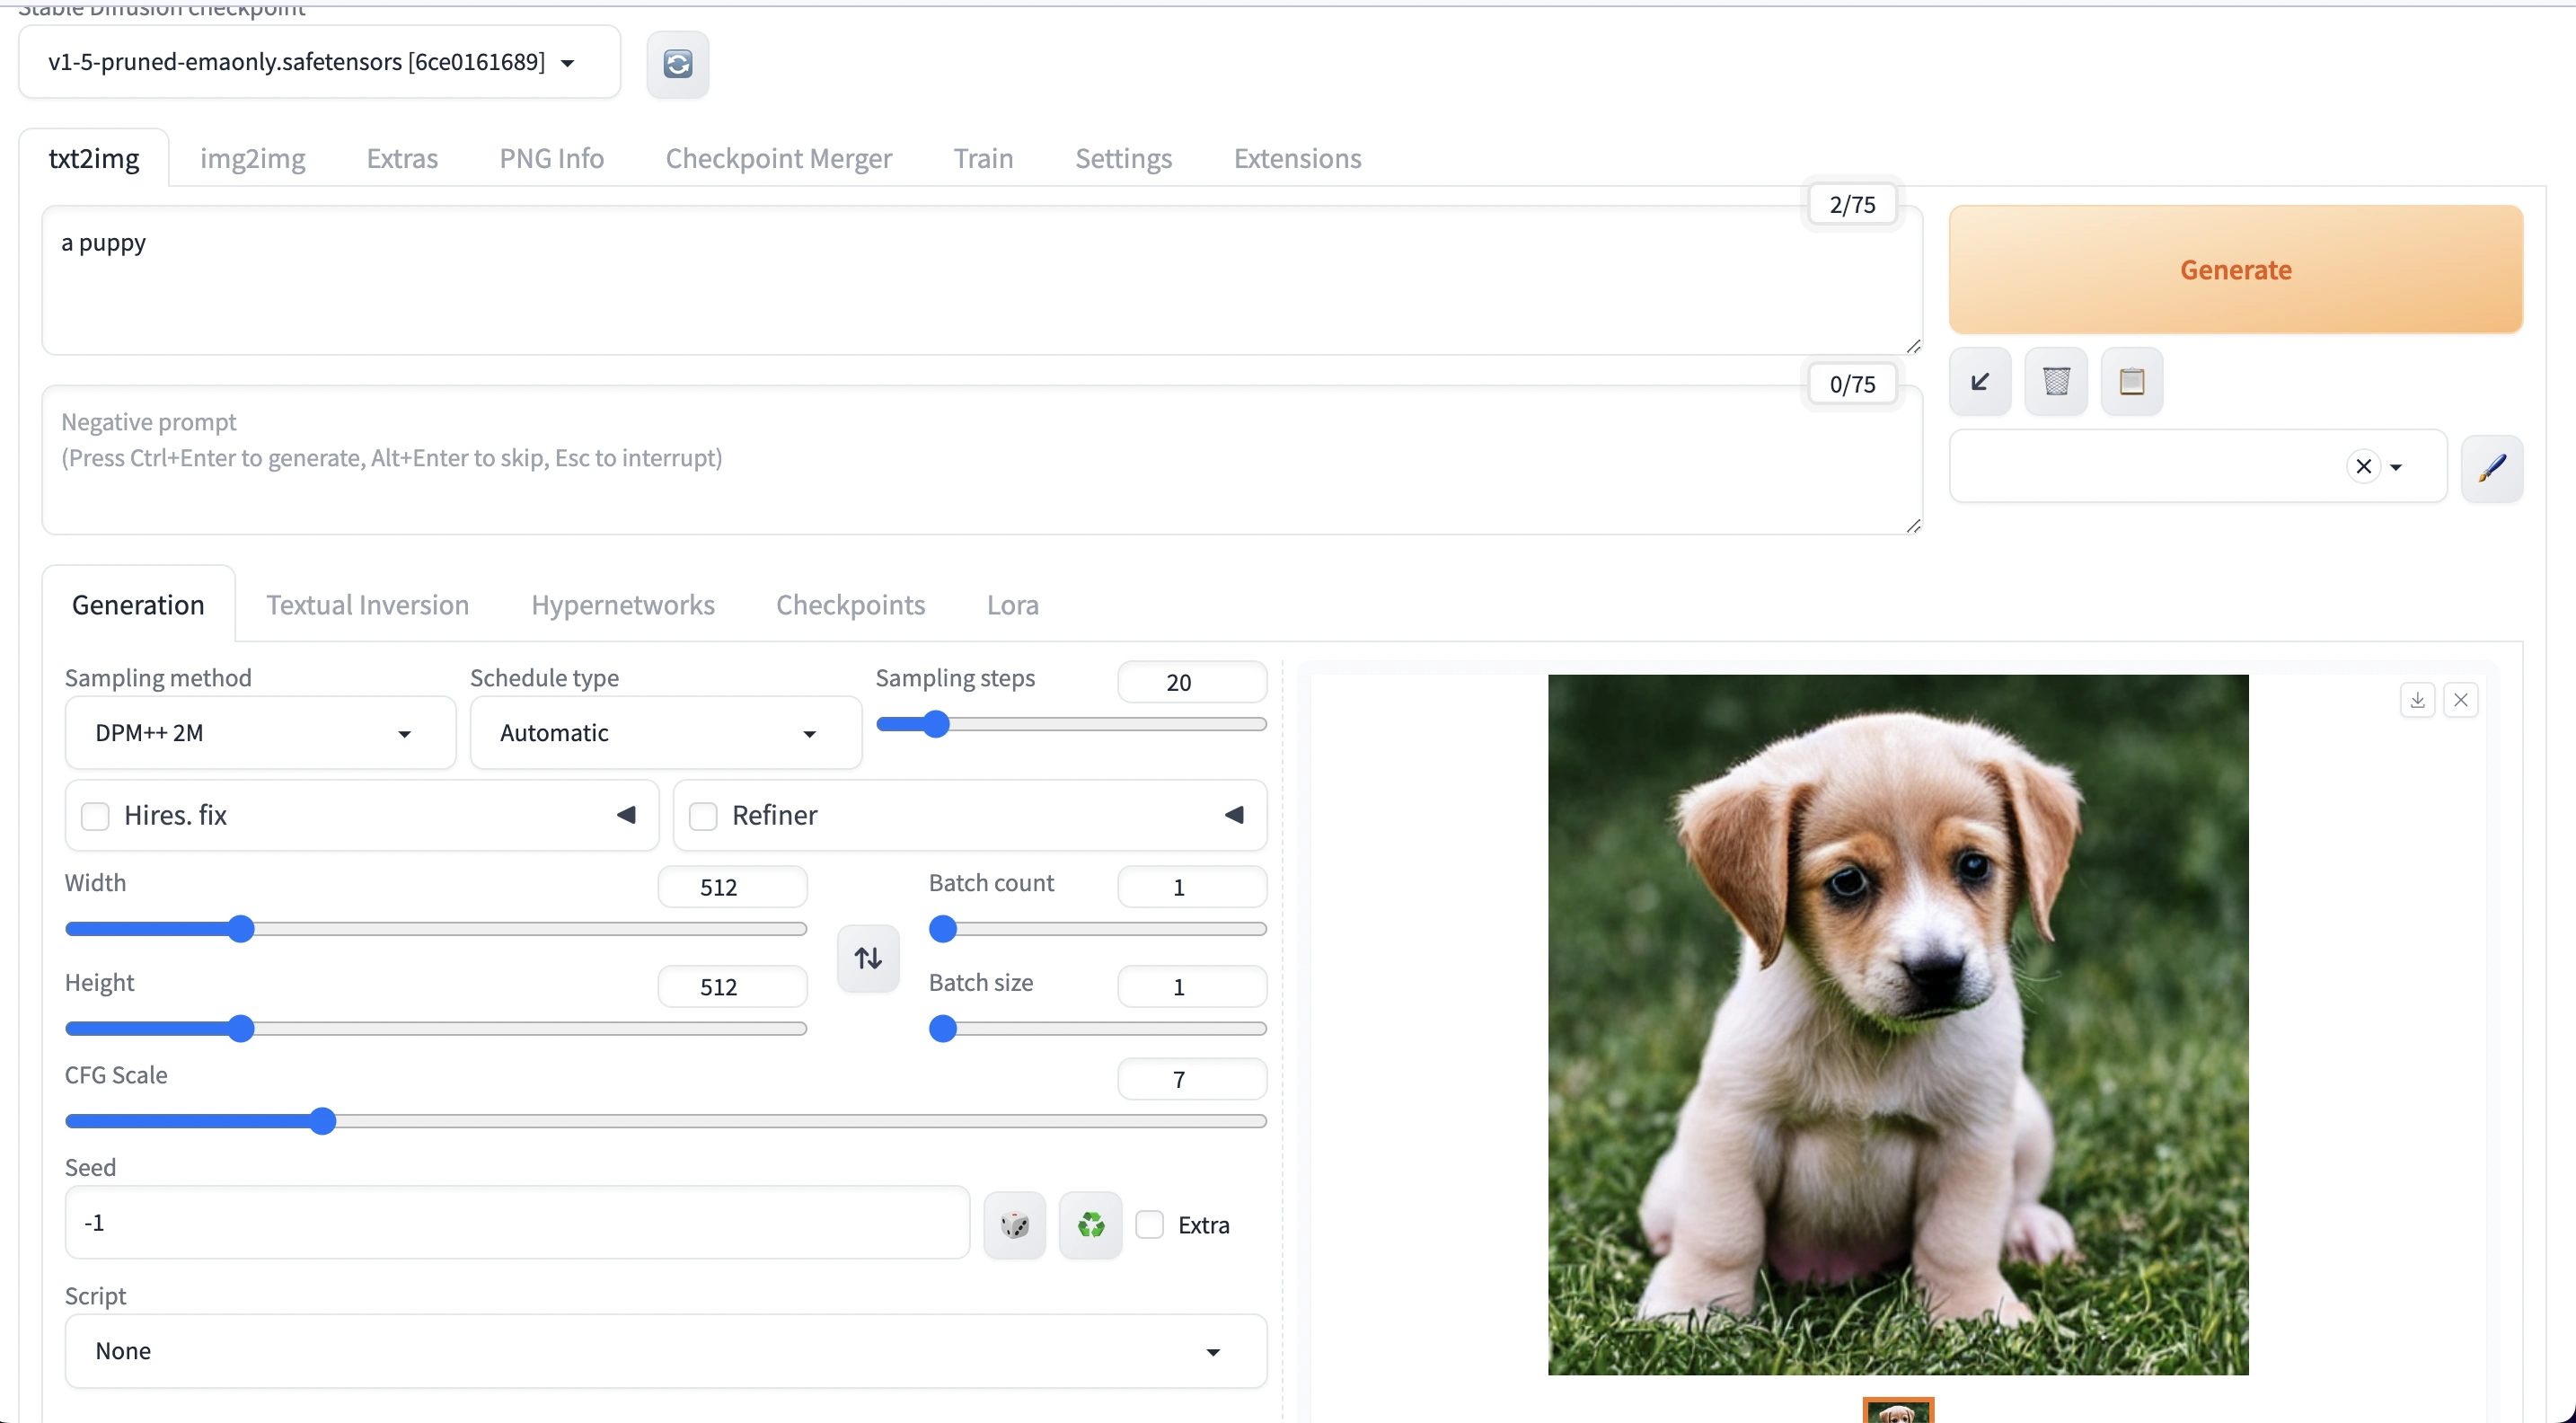 Stable Diffusion checkpoint
v1-5-pruned-emaonly.safetensors [6ce0161689]
txt2img img2img Extras PNG Info Checkpoint Merger Train Settings Extensions
2/75
a puppy
Generate
0/75
Negative prompt
(Press Ctrl+Enter to generate, Alt+Enter to skip, Esc to interrupt)
Generation Textual Inversion Hypernetworks Checkpoints Lora
Sampling method Schedule type Sampling steps 20
DPM++ 2M Automatic
Hires. fix Refiner
Width 512 Batch count 1
Height 512 Batch size 1
CFG Scale 7
Seed
-1 Extra
Script
None